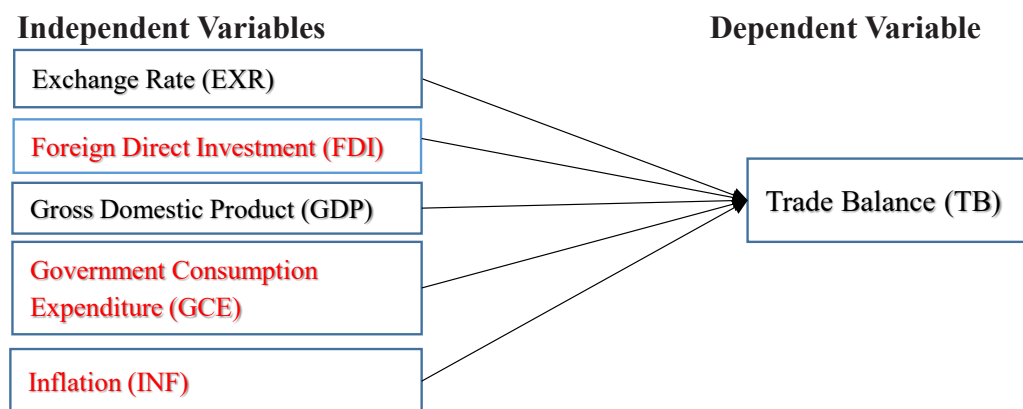 Independent Variables
Dependent Variable
Exchange Rate (EXR)
Foreign Direct Investment (FDI)
Gross Domestic Product (GDP)
Government Consumption
Expenditure (GCE)
Inflation (INF)
Trade Balance (TB)